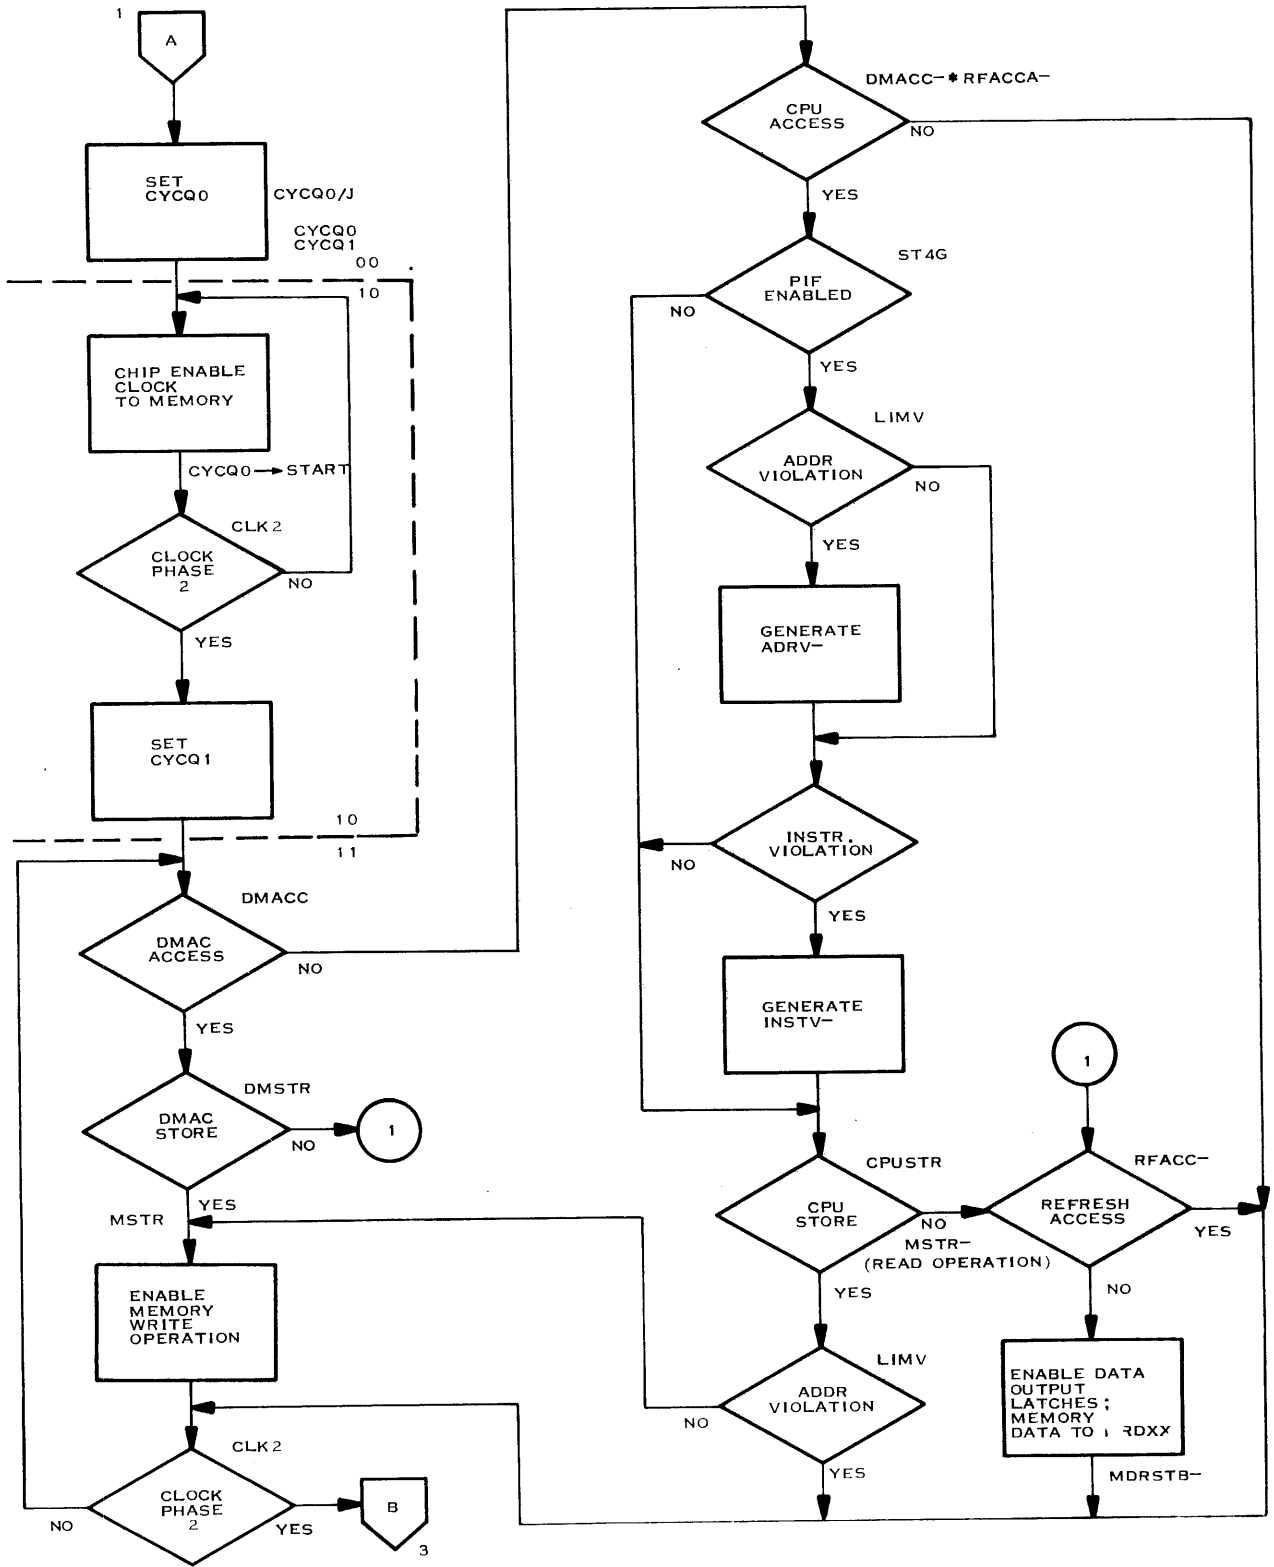 1
A
SET
CYCQ0
CYCQ0/J
CYCQ0
CYCQ1
00
10
CHIP ENABLE
CLOCK
TO MEMORY
CYCQ0→START
CLK2
CLOCK
PHASE
2
NO
YES
SET
CYCQ1
10
11
DMACC
DMAC
ACCESS
NO
YES
DMSTR
DMAC
STORE
NO
1
YES
MSTR
ENABLE
MEMORY
WRITE
OPERATION
CLK2
CLOCK
PHASE
2
NO
YES
B
3
DMACC-*RFACCA-
CPU
ACCESS
NO
YES
ST4G
PIF
ENABLED
NO
YES
LIMV
ADDR
VIOLATION
NO
YES
GENERATE
ADRV-
INSTR.
VIOLATION
NO
YES
GENERATE
INSTV-
CPUSTR
CPU
STORE
NO
MSTR-
(READ OPERATION)
YES
LIMV
ADDR
VIOLATION
NO
YES
1
RFACC-
REFRESH
ACCESS
YES
NO
ENABLE DATA
OUTPUT
LATCHES;
MEMORY
DATA TO RDXX
MDRSTB-